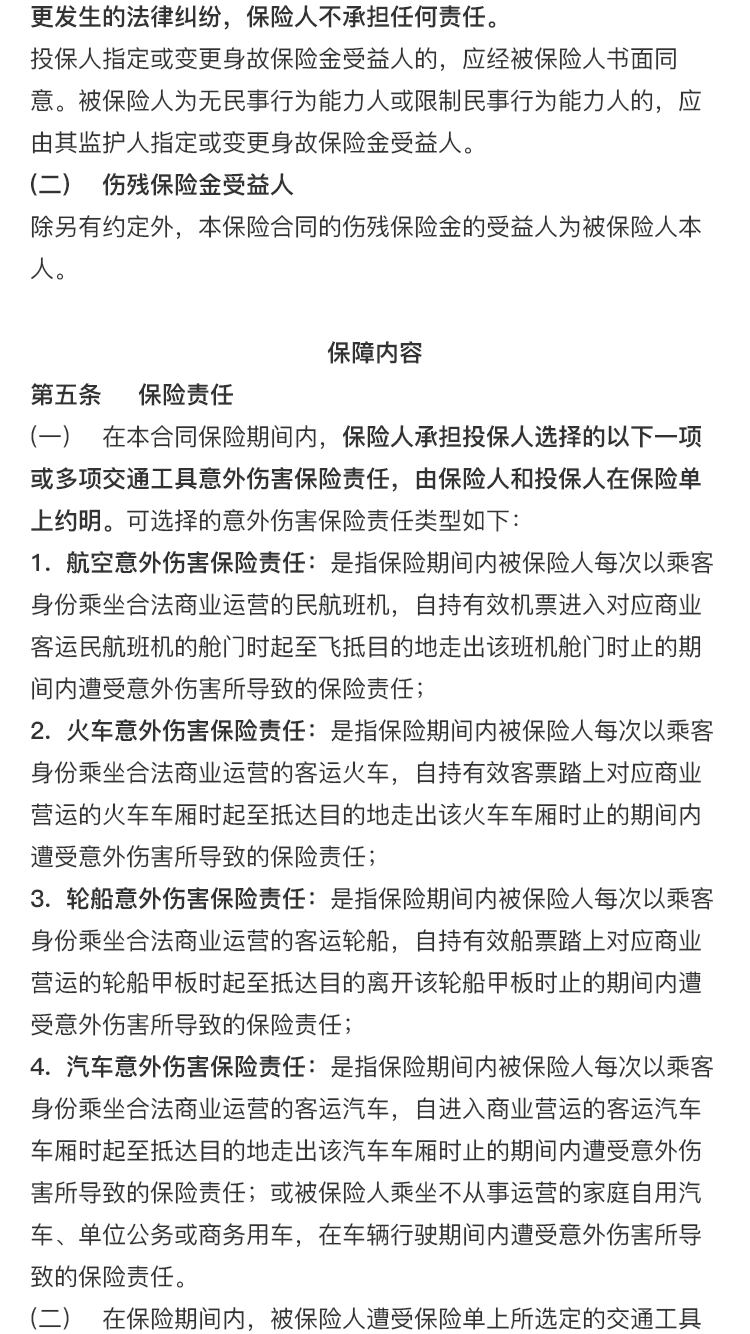 更发生的法律纠纷，保险人不承担任何责任。
投保人指定或变更身故保险金受益人的，应经被保险人书面同
意。被保险人为无民事行为能力人或限制民事行为能力人的，应
由其监护人指定或变更身故保险金受益人。
(二) 伤残保险金受益人
除另有约定外，本保险合同的伤残保险金的受益人为被保险人本
人。
保障内容
第五条 保险责任
(一) 在本合同保险期间内，保险人承担投保人选择的以下一项
或多项交通工具意外伤害保险责任，由保险人和投保人在保险单
上约明。可选择的意外伤害保险责任类型如下：
1. 航空意外伤害保险责任：是指保险期间内被保险人每次以乘客
身份乘坐合法商业运营的民航班机，自持有效机票进入对应商业
客运民航班机的舱门时起至飞抵目的地走出该班机舱门时止的期
间内遭受意外伤害所导致的保险责任；
2. 火车意外伤害保险责任：是指保险期间内被保险人每次以乘客
身份乘坐合法商业运营的客运火车，自持有效客票踏上对应商业
营运的火车车厢时起至抵达目的地走出该火车车厢时止的期间内
遭受意外伤害所导致的保险责任；
3. 轮船意外伤害保险责任：是指保险期间内被保险人每次以乘客
身份乘坐合法商业运营的客运轮船，自持有效船票踏上对应商业
营运的轮船甲板时起至抵达目的离开该轮船甲板时止的期间内遭
受意外伤害所导致的保险责任；
4. 汽车意外伤害保险责任：是指保险期间内被保险人每次以乘客
身份乘坐合法商业运营的客运汽车，自进入商业营运的客运汽车
车厢时起至抵达目的地走出该汽车车厢时止的期间内遭受意外伤
害所导致的保险责任；或被保险人乘坐不从事运营的家庭自用汽
车、单位公务或商务用车，在车辆行驶期间内遭受意外伤害所导
致的保险责任。
(二) 在保险期间内，被保险人遭受保险单上所选定的交通工具